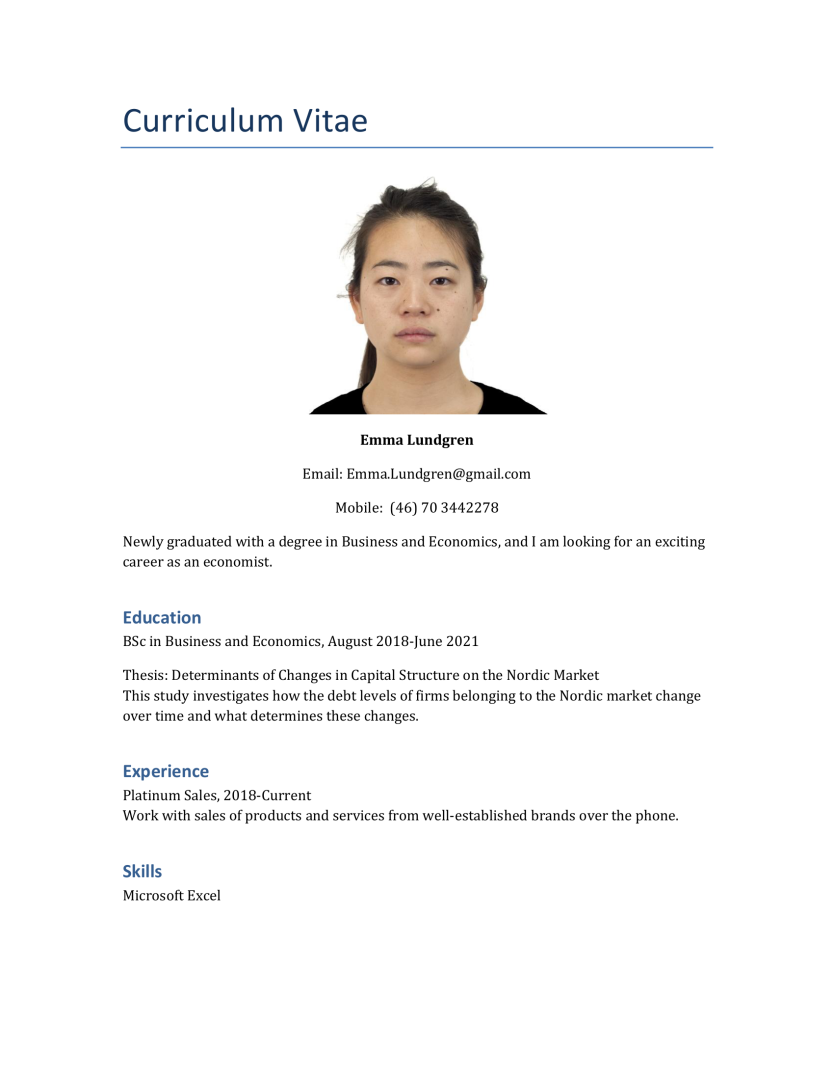 Curriculum Vitae
Emma Lundgren
Email: Emma.Lundgren@gmail.com
Mobile:  (46) 70 3442278
Newly graduated with a degree in Business and Economics, and I am looking for an exciting
career as an economist.
Education
BSc in Business and Economics, August 2018-June 2021
Thesis: Determinants of Changes in Capital Structure on the Nordic Market
This study investigates how the debt levels of firms belonging to the Nordic market change
over time and what determines these changes.
Experience
Platinum Sales, 2018-Current
Work with sales of products and services from well-established brands over the phone.
Skills
Microsoft Excel